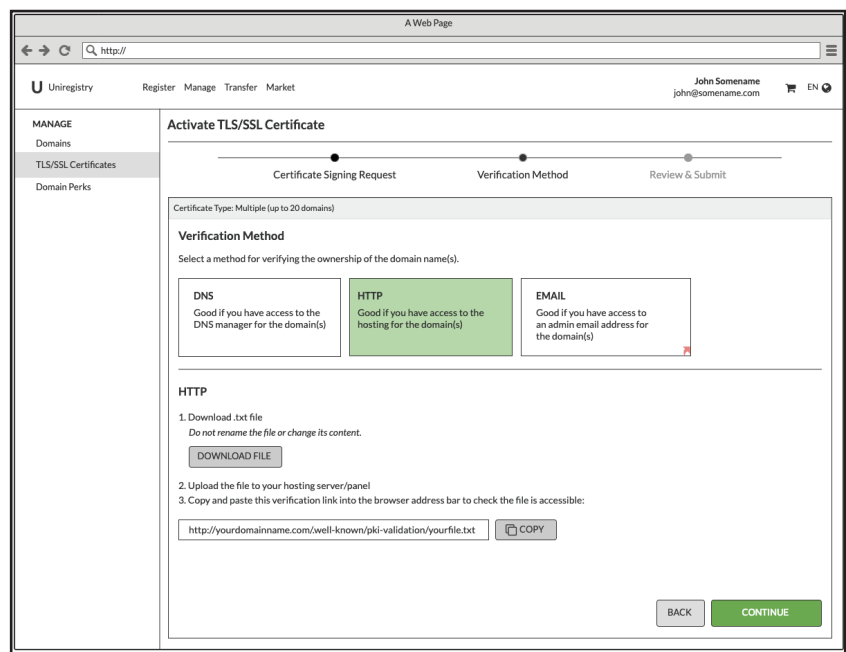 A Web Page
http://
U Uniregistry
Register Manage Transfer Market
John Somename
john@somename.com
EN
MANAGE
Domains
TLS/SSL Certificates
Domain Perks
Activate TLS/SSL Certificate
Certificate Signing Request
Verification Method
Review & Submit
Certificate Type: Multiple (up to 20 domains)
Verification Method
Select a method for verifying the ownership of the domain name(s).
DNS
Good if you have access to the
DNS manager for the domain(s)
HTTP
Good if you have access to the
hosting for the domain(s)
EMAIL
Good if you have access to
an admin email address for
the domain(s)
HTTP
1. Download .txt file
Do not rename the file or change its content.
DOWNLOAD FILE
2. Upload the file to your hosting server/panel
3. Copy and paste this verification link into the browser address bar to check the file is accessible:
http://yourdomainname.com/.well-known/pki-validation/yourfile.txt
COPY
BACK
CONTINUE